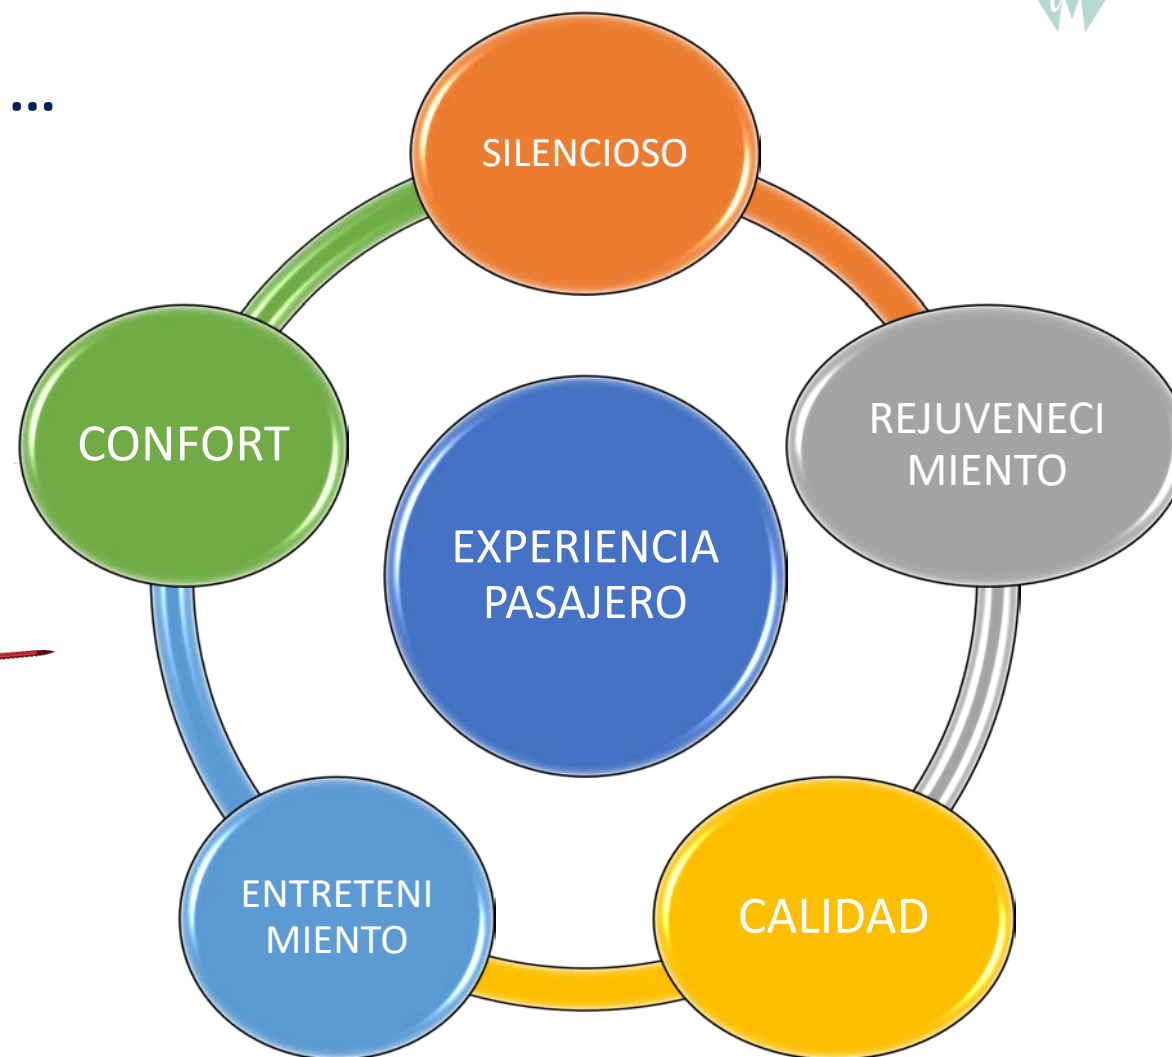 ...
SILENCIOSO
CONFORT
REJUVENECI
MIENTO
EXPERIENCIA
PASAJERO
ENTRETENI
MIENTO
CALIDAD